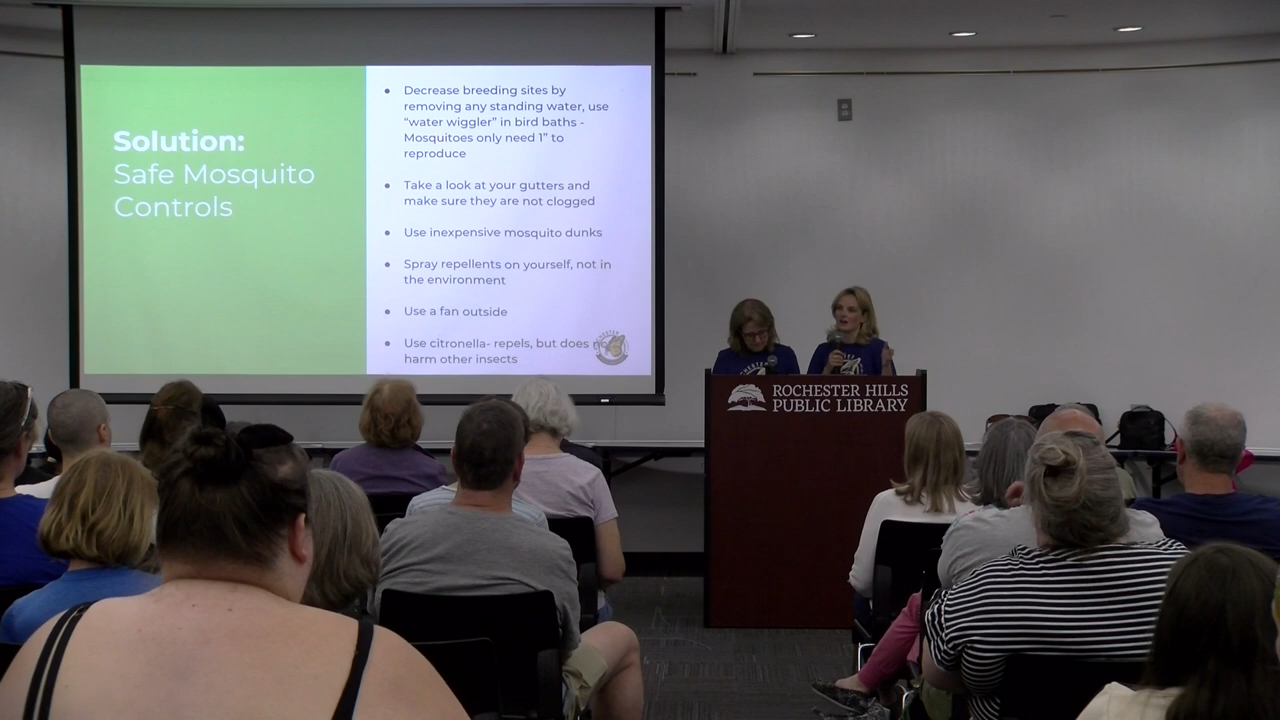 Solution:
Safe Mosquito
Controls
● Decrease breeding sites by
removing any standing water, use
“water wiggler” in bird baths -
Mosquitoes only need 1” to
reproduce
● Take a look at your gutters and
make sure they are not clogged
● Use inexpensive mosquito dunks
● Spray repellents on yourself, not in
the environment
● Use a fan outside
● Use citronella- repels, but does not
harm other insects
ROCHESTER
ROCHESTER HILLS
PUBLIC LIBRARY